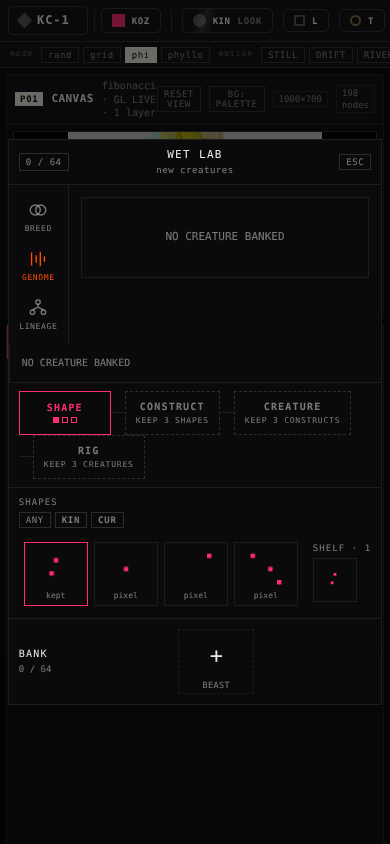 KC-1 KOZ KIN LOOK L T
mode rand grid phi phyllo motion STILL DRIFT RIVE
P01 CANVAS fibonacci · GL LIVE · 1 layer RESET VIEW BG: PALETTE 1000×700 198 nodes
0 / 64 WET LAB ESC
new creatures
BREED
GENOME
LINEAGE
NO CREATURE BANKED
NO CREATURE BANKED
SHAPE CONSTRUCT CREATURE
KEEP 3 SHAPES KEEP 3 CONSTRUCTS
RIG
KEEP 3 CREATURES
SHAPES
ANY KIN CUR
SHELF · 1
kept pixel pixel pixel
BANK
0 / 64
+
BEAST